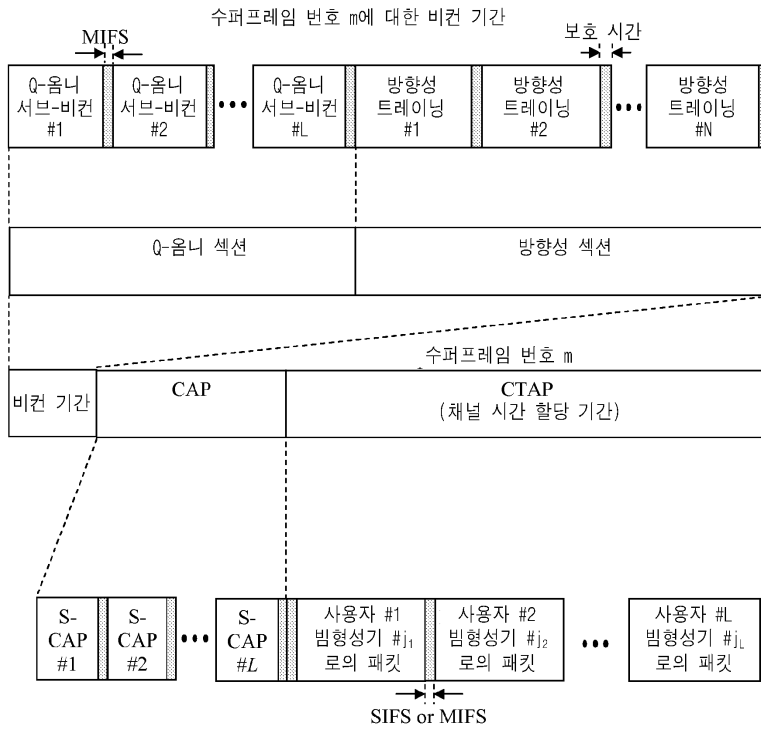 수퍼프레임 번호 m에 대한 비컨 기간
MIFS
보호 시간
Q-옴니
서브-비컨
#1
Q-옴니
서브-비컨
#2
•••
Q-옴니
서브-비컨
#L
방향성
트레이닝
#1
방향성
트레이닝
#2
•••
방향성
트레이닝
#N
Q-옴니 섹션
방향성 섹션
수퍼프레임 번호 m
비컨 기간
CAP
CTAP
(채널 시간 할당 기간)
S-
CAP
#1
S-
CAP
#2
•••
S-
CAP
#L
사용자 #1
빔형성기 #j₁
로의 패킷
사용자 #2
빔형성기 #j₂
로의 패킷
•••
사용자 #L
빔형성기 #j_L
로의 패킷
SIFS or MIFS